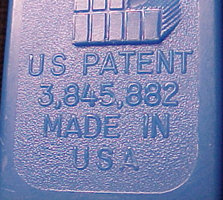 US PATENT
3,845,882
MADE IN
USA